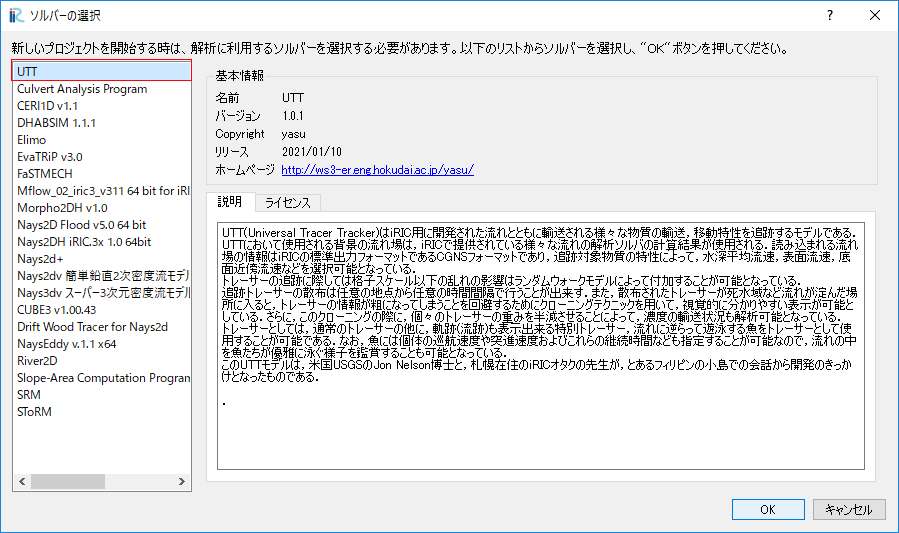 iRIC ソルバーの選択
新しいプロジェクトを開始する時は、解析に利用するソルバーを選択する必要があります。以下のリストからソルバーを選択し、"OK"ボタンを押してください。
UTT
Culvert Analysis Program
CERI1D v1.1
DHABSIM 1.1.1
Elimo
EvaTRiP v3.0
FaSTMECH
Mflow_02_iric3_v311 64 bit for iRI
Morpho2DH v1.0
Nays2D Flood v5.0 64 bit
Nays2DH iRIC.3x 1.0 64bit
Nays2d+
Nays2dv 簡単鉛直2次密度流モデル
Nays3dv スーパー3次元密度流モデル
CUBE3 v1.00.43
Drift Wood Tracer for Nays2d
NaysEddy v.1.1 x64
River2D
Slope-Area Computation Program
SRM
SToRM
基本情報
名前 UTT
バージョン 1.0.1
Copyright yasu
リリース 2021/01/10
ホームページ http://ws3-er.eng.hokudai.ac.jp/yasu/
説明 ライセンス
UTT(Universal Tracer Tracker)はiRIC用に開発された流れとともに輸送される様々な物質の輸送，移動特性を追跡するモデルである．
UTTにおいて使用される背景の流れ場は，iRICで提供されている様々な流れの解析ソルバの計算結果が使用される．読み込まれる流れ
場の情報はiRICの標準出力フォーマットであるCGNSフォーマットであり，追跡対象物質の特性によって，水深平均流速，表面流速，底
面近傍流速などを選択可能となっている．
トレーサーの追跡に際しては格子スケール以下の乱れの影響はランダムウォークモデルによって付加することが可能となっている．
追跡トレーサーの散布は任意の地点から任意の時間間隔で行うことが出来す．また，散布されたトレーサーが死水域など流れが淀んだ場
所に入ると，トレーサーの情報が粗になってしまうことを回避するためにクローニングテクニックを用いて，視覚的に分かりやすい表示が可能と
している．さらに，このクローニングの際に，個々のトレーサーの重みを半減させることによって，濃度の輸送状況も解析可能となっている．
トレーサーとしては，通常のトレーサーの他に，軌跡(流跡)も表示出来る特別トレーサー，流れに逆らって遊泳する魚をトレーサーとして使
用することが可能である．なお，魚には個体の巡航速度や突進速度およびこれらの継続時間なども指定することが可能なので，流れの中
を魚たちが優雅に泳ぐ様子を鑑賞することも可能となっている．
このUTTモデルは，米国USGSのJon Nelson博士と，札幌在住のiRICオタクの先生が，とあるフィリピンの小島での会話から開発のきっか
けとなったものである．
．
OK キャンセル